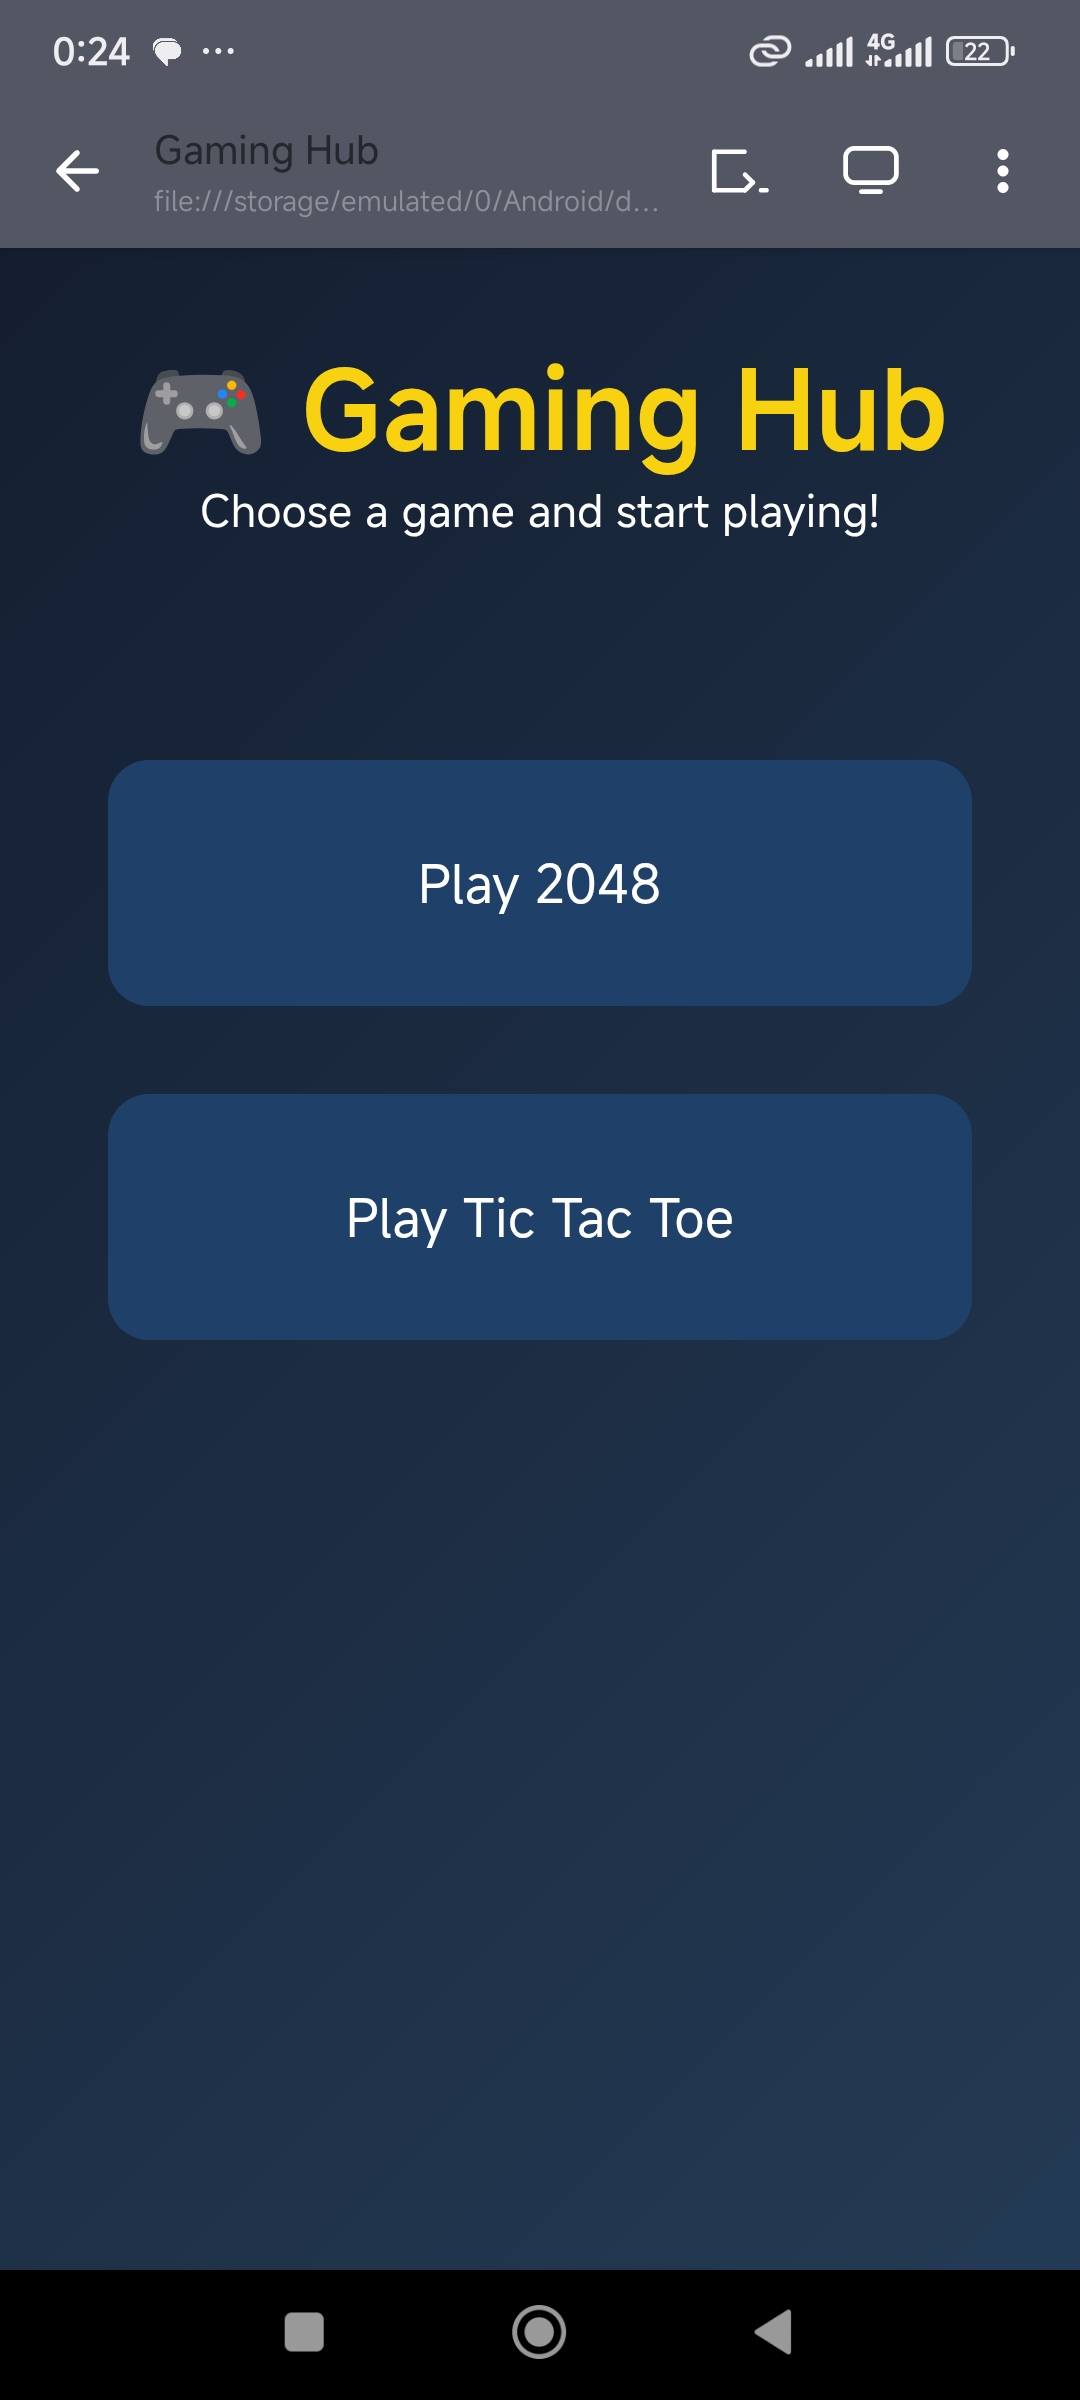 0:24
4G
22
Gaming Hub
file:///storage/emulated/0/Android/d...
🎮 Gaming Hub
Choose a game and start playing!
Play 2048
Play Tic Tac Toe